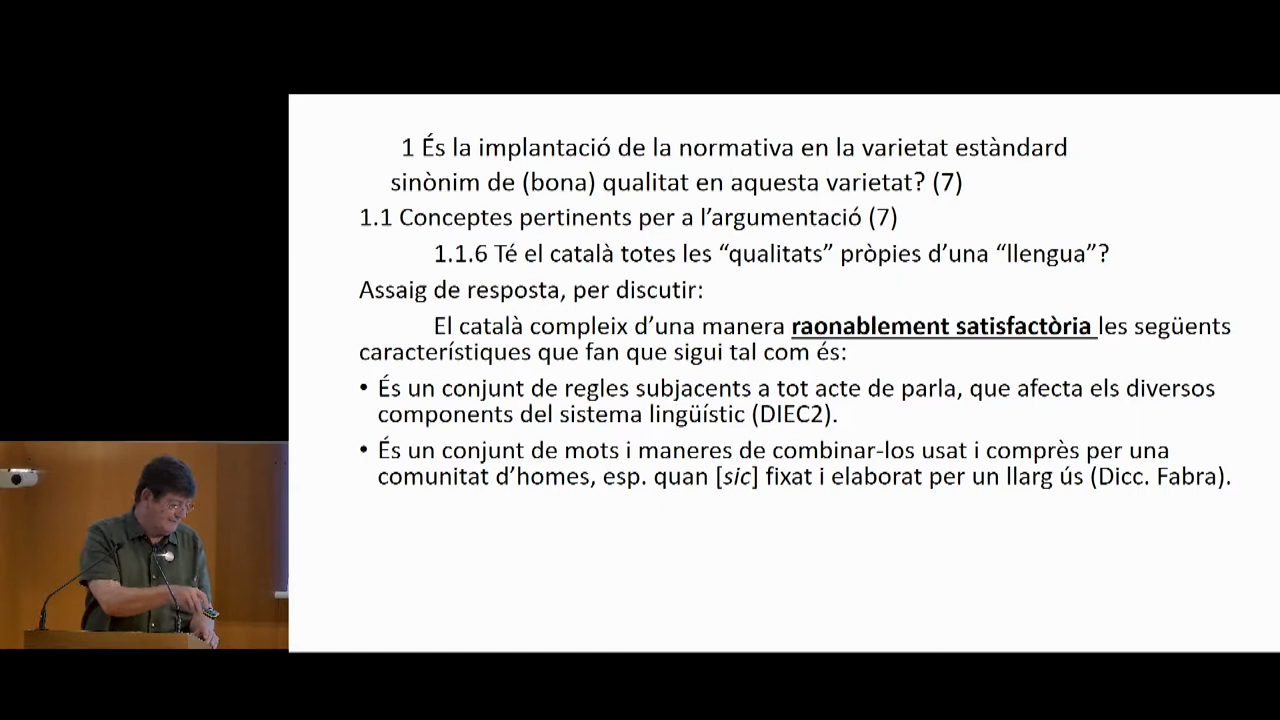 1 És la implantació de la normativa en la varietat estàndard
sinònim de (bona) qualitat en aquesta varietat? (7)
1.1 Conceptes pertinents per a l’argumentació (7)
1.1.6 Té el català totes les “qualitats” pròpies d’una “llengua”?
Assaig de resposta, per discutir:
El català compleix d’una manera raonablement satisfactòria les següents
característiques que fan que sigui tal com és:
• És un conjunt de regles subjacents a tot acte de parla, que afecta els diversos
components del sistema lingüístic (DIEC2).
• És un conjunt de mots i maneres de combinar-los usat i comprès per una
comunitat d’homes, esp. quan [sic] fixat i elaborat per un llarg ús (Dicc. Fabra).